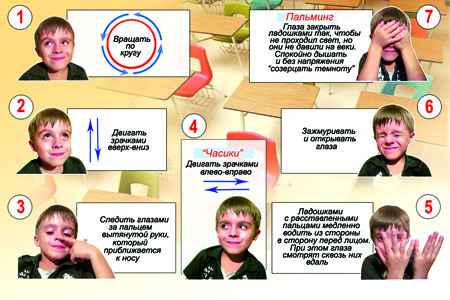 1
Вращать
по
кругу
2
Двигать
зрачками
вверх-вниз
3
Следить глазами
за пальцем
вытянутой руки,
который
приближается
к носу
4
"Часики"
Двигать зрачками
влево-вправо
7
Пальминг
Глаза закрыть
ладошками так, чтобы
не проходил свет, но
они не давили на веки.
Спокойно дышать
и без напряжения
"созерцать темноту"
6
Зажмуривать
и открывать
глаза
5
Ладошками
с расставленными
пальцами медленно
водить из стороны
в сторону перед лицом.
При этом глаза
смотрят сквозь них
вдаль